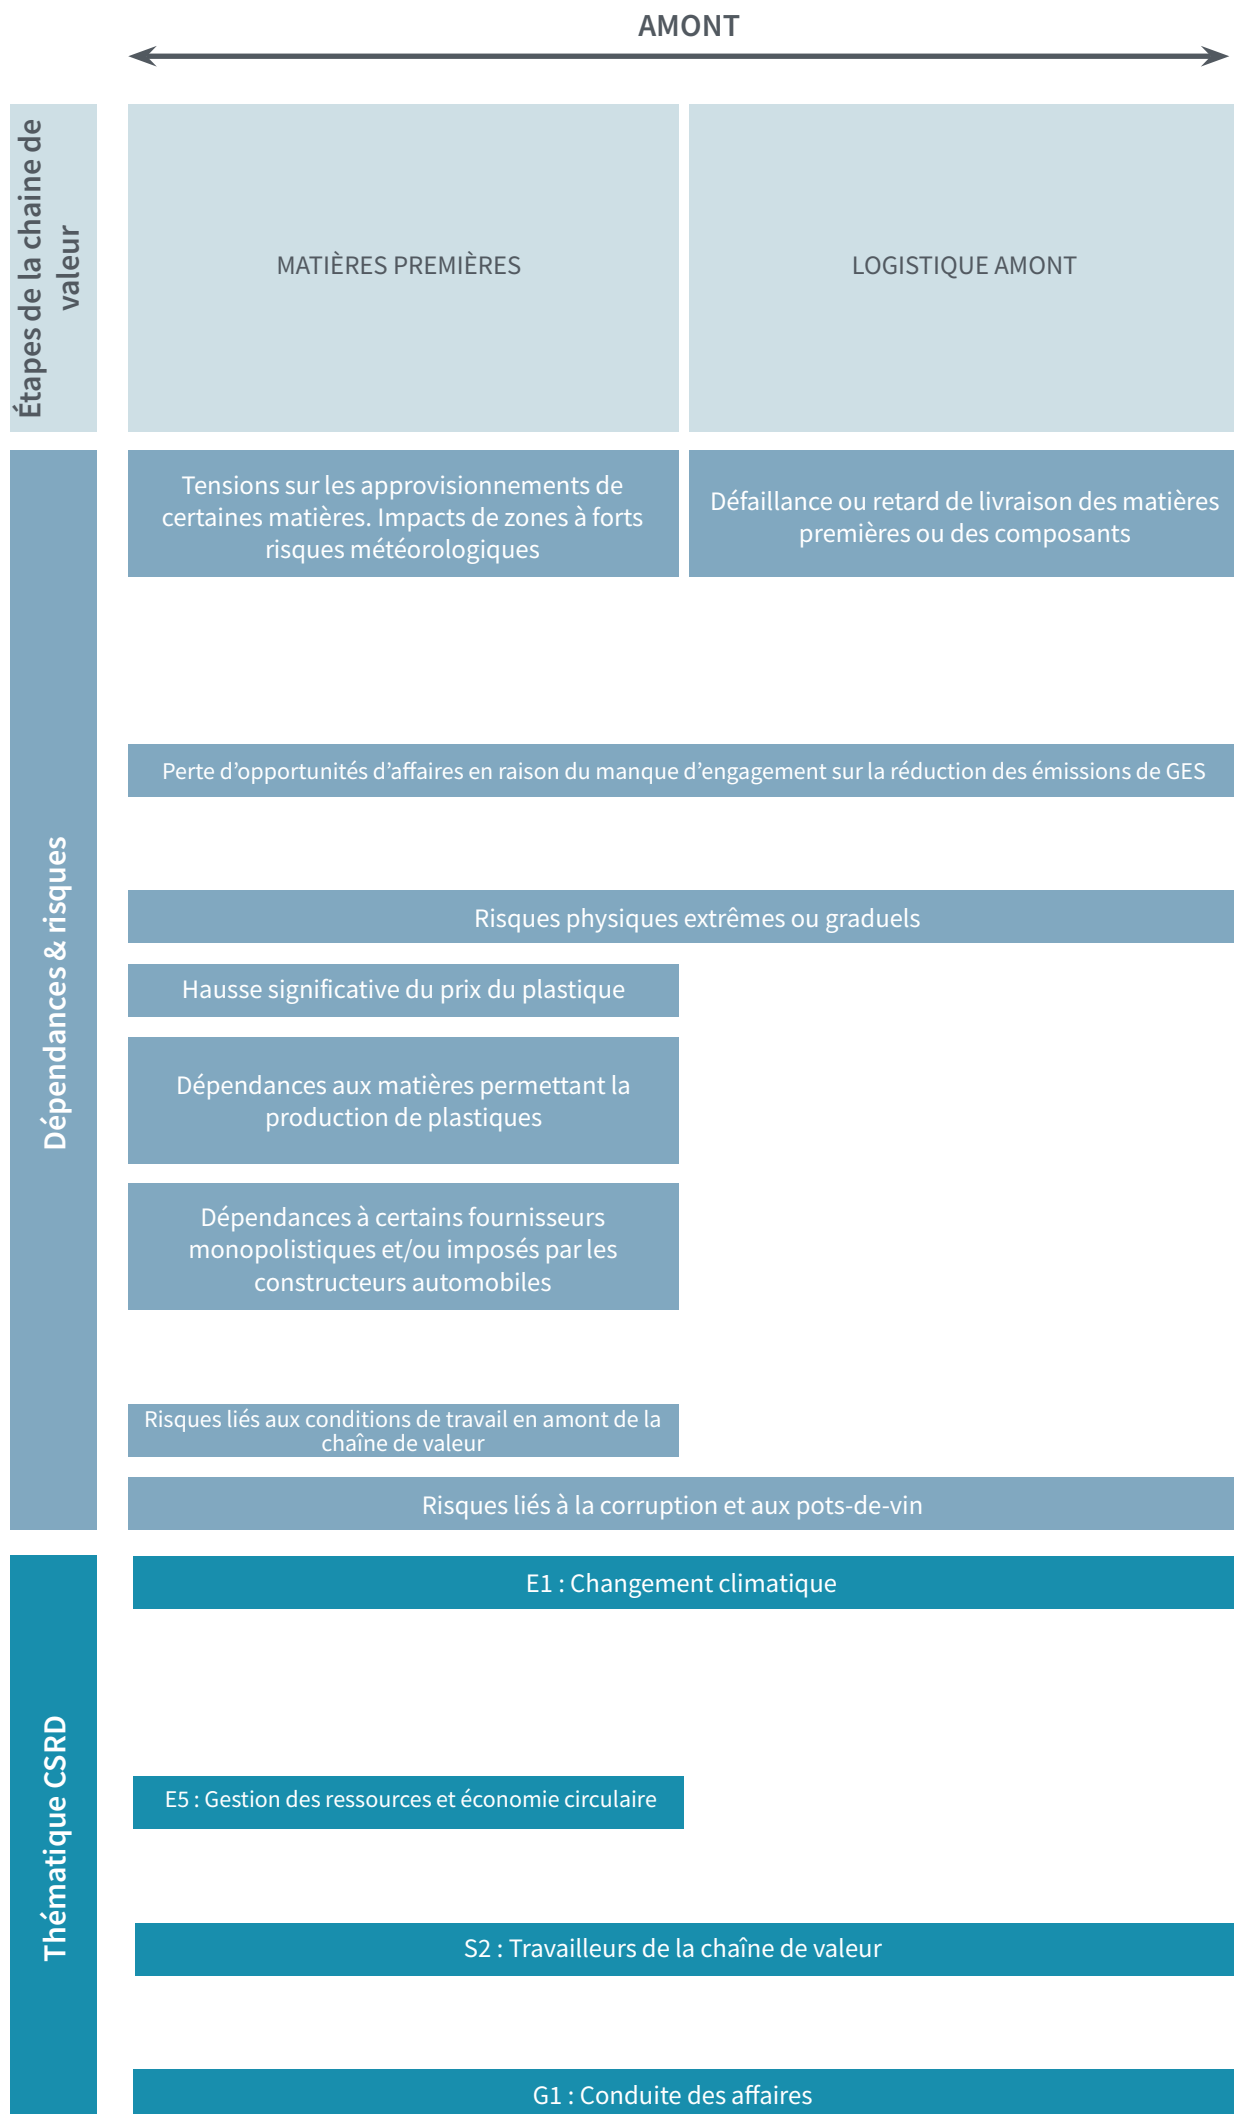 AMONT
Étapes de la chaine de
valeur
MATIÈRES PREMIÈRES
LOGISTIQUE AMONT
Dépendances & risques
Tensions sur les approvisionnements de
certaines matières. Impacts de zones à forts
risques météorologiques
Défaillance ou retard de livraison des matières
premières ou des composants
Perte d’opportunités d’affaires en raison du manque d’engagement sur la réduction des émissions de GES
Risques physiques extrêmes ou graduels
Hausse significative du prix du plastique
Dépendances aux matières permettant la
production de plastiques
Dépendances à certains fournisseurs
monopolistiques et/ou imposés par les
constructeurs automobiles
Risques liés aux conditions de travail en amont de la
chaîne de valeur
Risques liés à la corruption et aux pots-de-vin
Thématique CSRD
E1 : Changement climatique
E5 : Gestion des ressources et économie circulaire
S2 : Travailleurs de la chaîne de valeur
G1 : Conduite des affaires